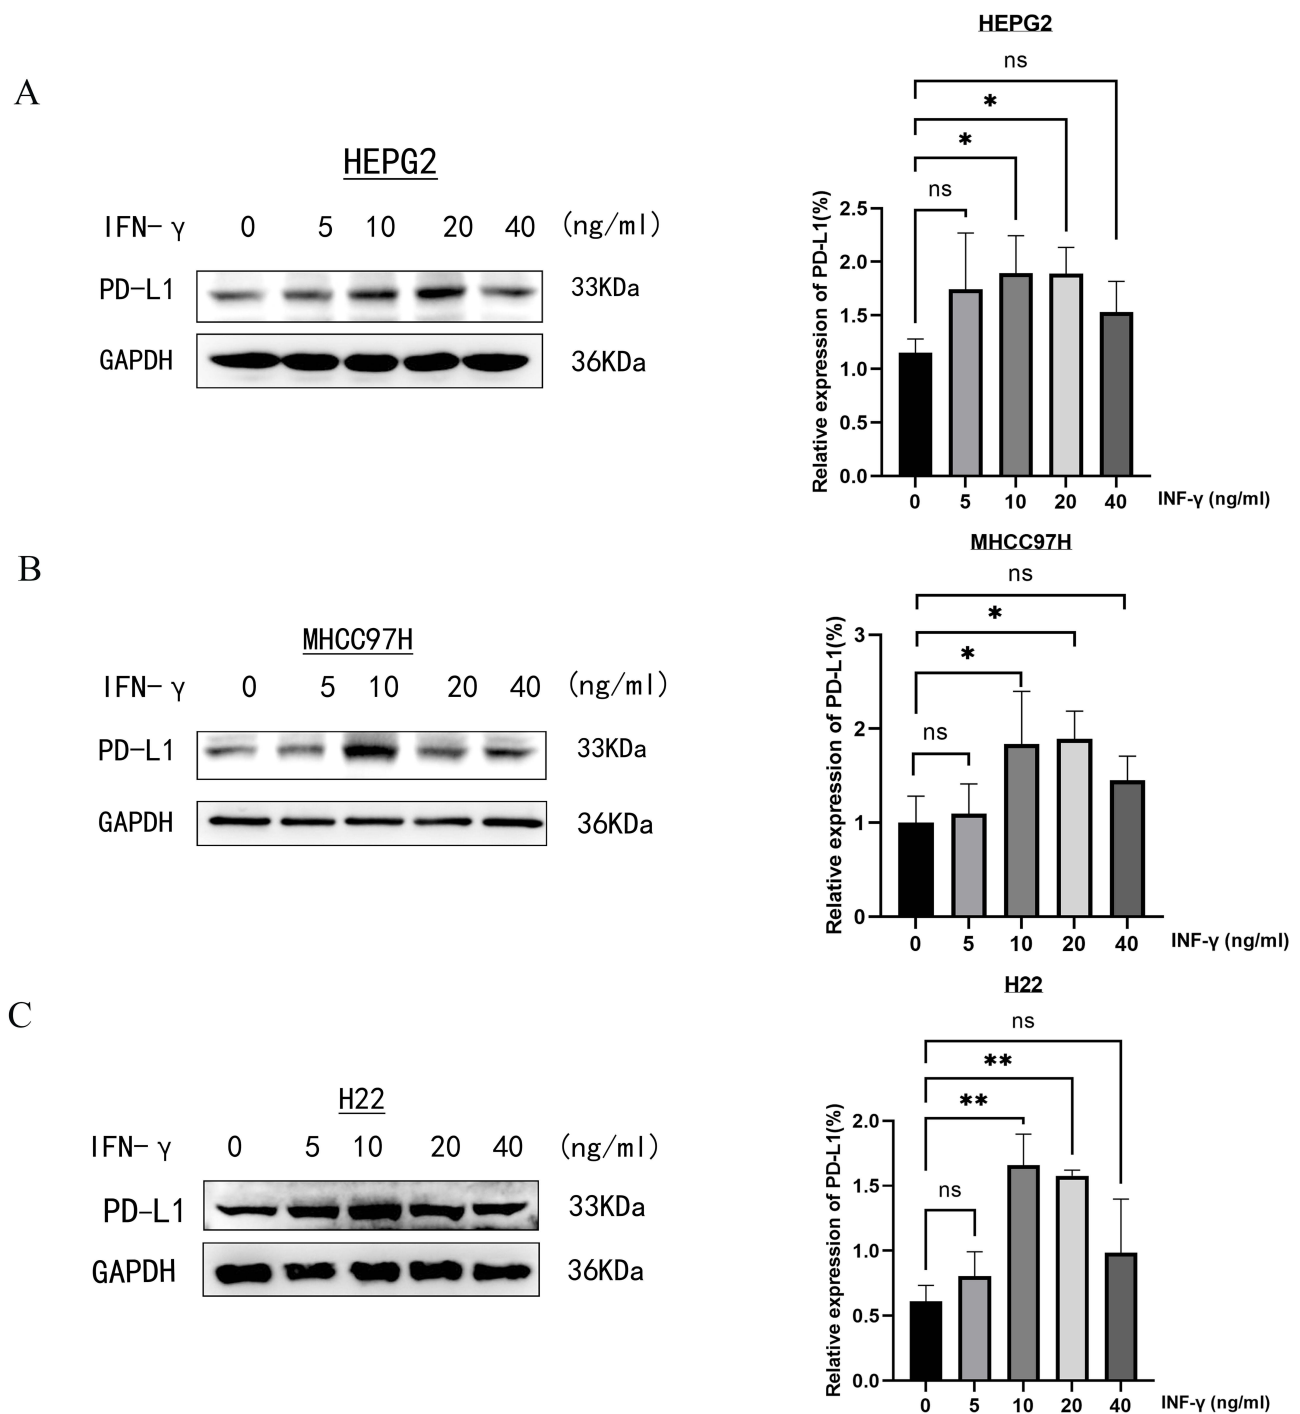 A
HEPG2
IFN-γ 0 5 10 20 40 (ng/ml)
PD-L1 33KDa
GAPDH 36KDa
HEPG2
ns
*
*
ns
Relative expression of PD-L1(%)
2.5
2.0
1.5
1.0
0.5
0.0
0 5 10 20 40 INF-γ (ng/ml)
B
MHCC97H
IFN-γ 0 5 10 20 40 (ng/ml)
PD-L1 33KDa
GAPDH 36KDa
MHCC97H
ns
*
*
ns
Relative expression of PD-L1(%)
3
2
1
0
0 5 10 20 40 INF-γ (ng/ml)
C
H22
IFN-γ 0 5 10 20 40 (ng/ml)
PD-L1 33KDa
GAPDH 36KDa
H22
ns
**
**
ns
Relative expression of PD-L1(%)
2.0
1.5
1.0
0.5
0.0
0 5 10 20 40 INF-γ (ng/ml)